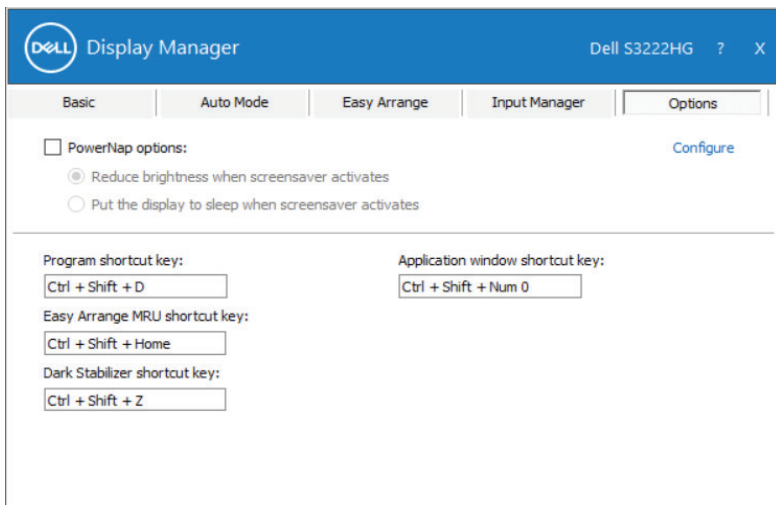 DELL Display Manager Dell S3222HG ? X
Basic Auto Mode Easy Arrange Input Manager Options
PowerNap options: Configure
Reduce brightness when screensaver activates
Put the display to sleep when screensaver activates
Program shortcut key: Application window shortcut key:
Ctrl + Shift + D Ctrl + Shift + Num 0
Easy Arrange MRU shortcut key:
Ctrl + Shift + Home
Dark Stabilizer shortcut key:
Ctrl + Shift + Z